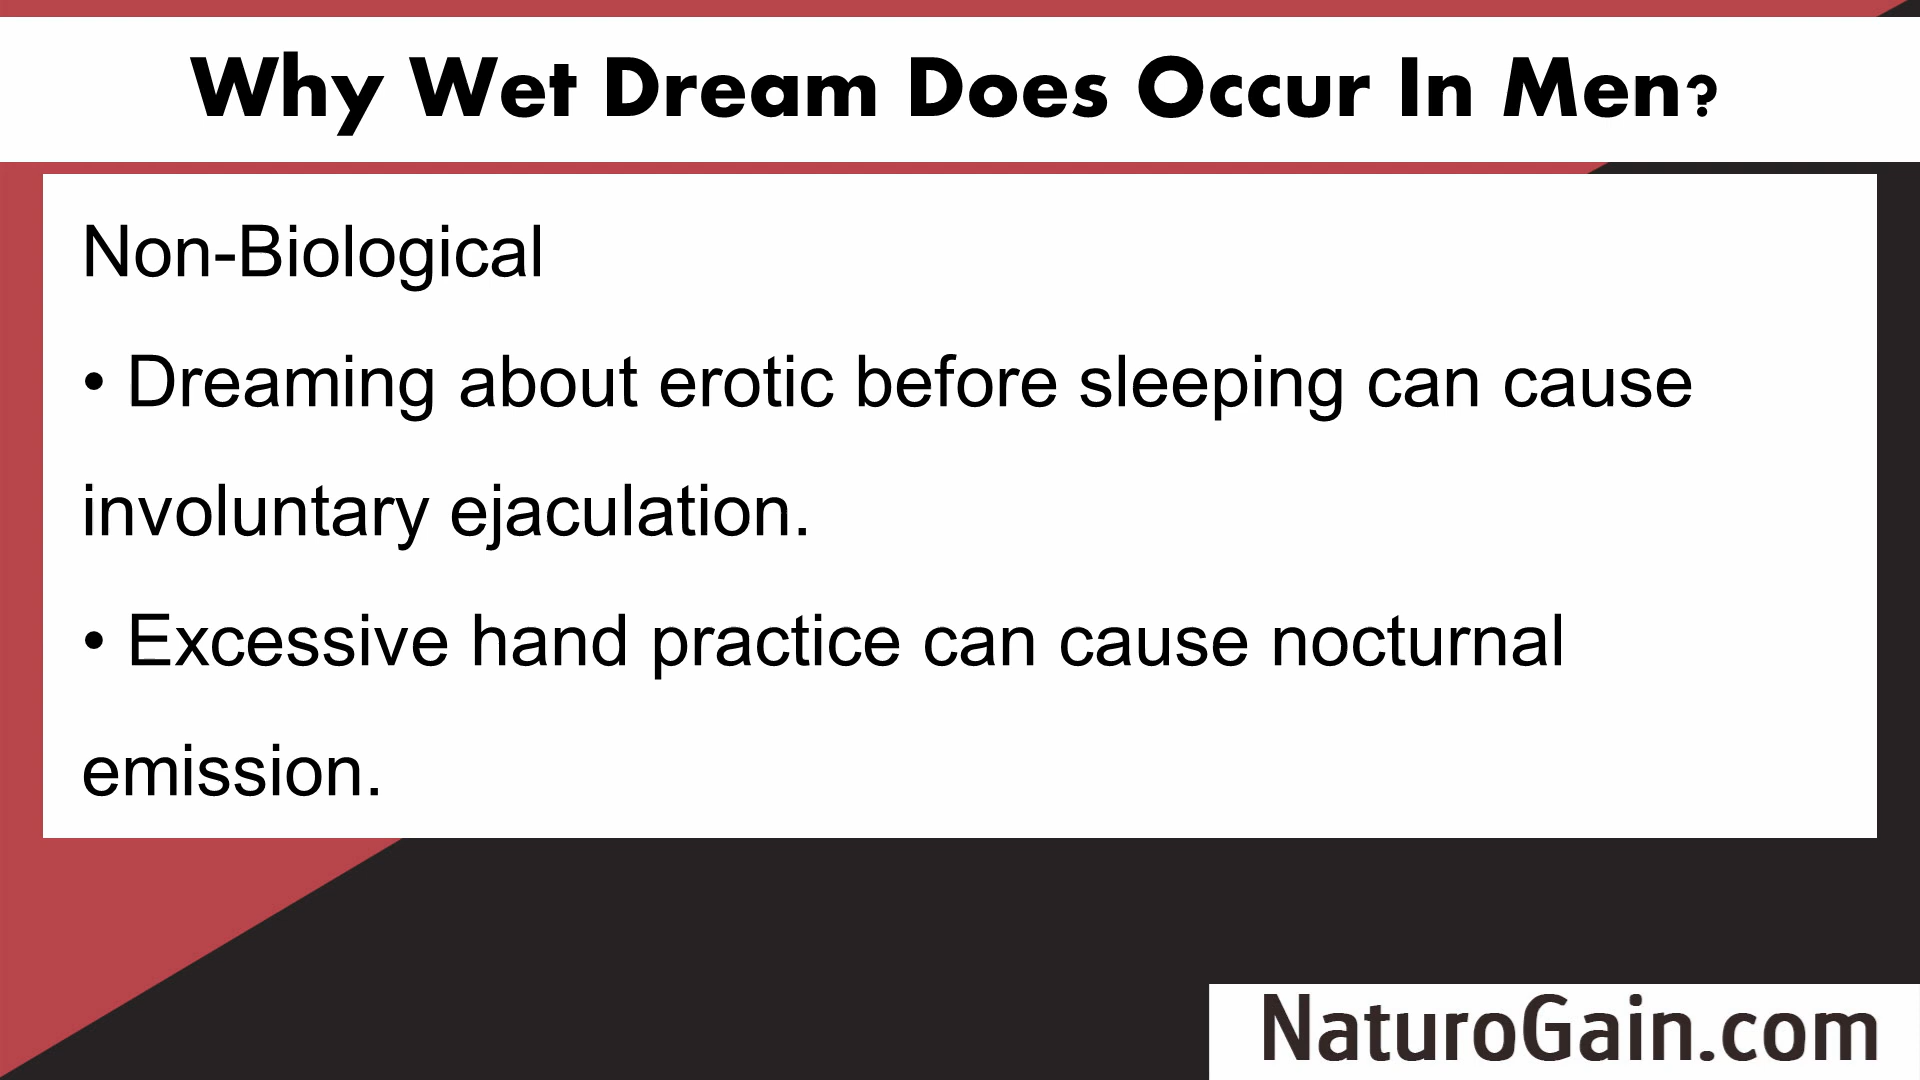 Why Wet Dream Does Occur In Men?
Non-Biological
• Dreaming about erotic before sleeping can cause
involuntary ejaculation.
• Excessive hand practice can cause nocturnal
emission.
NaturoGain.com